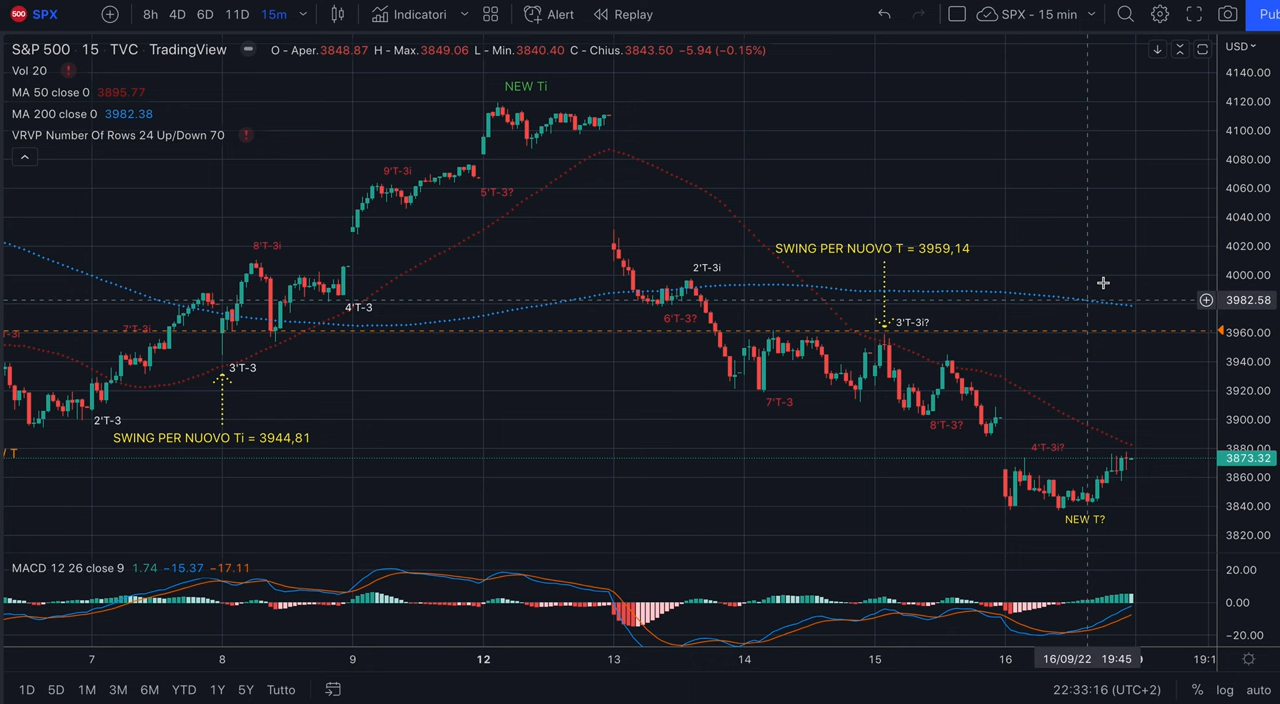 500 SPX 8h 4D 6D 11D 15m Indicatori Alert Replay SPX - 15 min Pub
S&P 500 15 TVC TradingView O - Aper.3848.87 H - Max.3849.06 L - Min.3840.40 C - Chius.3843.50 −5.94 (−0.15%) USD
Vol 20
MA 50 close 0 3895.77
MA 200 close 0 3982.38
VRVP Number Of Rows 24 Up/Down 70
NEW Ti
9'T-3i
5'T-3?
8'T-3i
4'T-3
7'T-3i
3'T-3
2'T-3
SWING PER NUOVO Ti = 3944,81
/ T
2'T-3i
6'T-3?
7'T-3
SWING PER NUOVO T = 3959,14
3'T-3i?
8'T-3?
4'T-3i?
NEW T?
4140.00
4120.00
4100.00
4080.00
4060.00
4040.00
4020.00
4000.00
3982.58
3960.00
3940.00
3920.00
3900.00
3880.00
3873.32
3860.00
3840.00
3820.00
MACD 12 26 close 9 1.74 −15.37 −17.11
20.00
0.00
−20.00
7 8 9 12 13 14 15 16 16/09/22 19:45 19:1
1D 5D 1M 3M 6M YTD 1Y 5Y Tutto 22:33:16 (UTC+2) % log auto